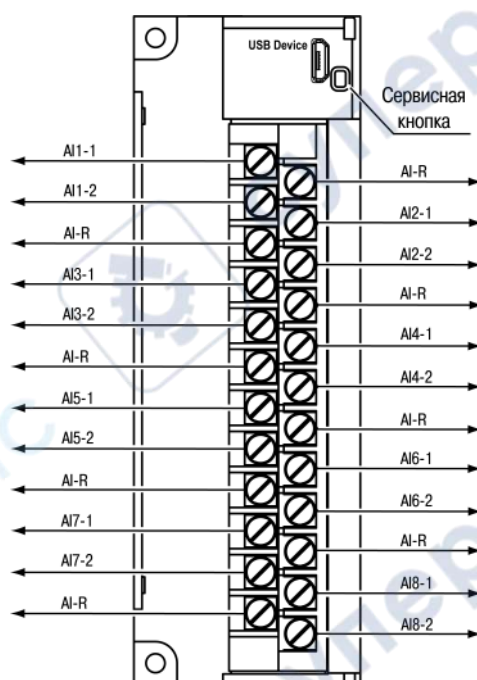 USB Device
Сервисная
кнопка
AI1-1
AI-R
AI1-2
AI2-1
AI-R
AI2-2
AI3-1
AI-R
AI3-2
AI4-1
AI-R
AI4-2
AI5-1
AI-R
AI5-2
AI6-1
AI-R
AI6-2
AI7-1
AI-R
AI7-2
AI8-1
AI-R
AI8-2